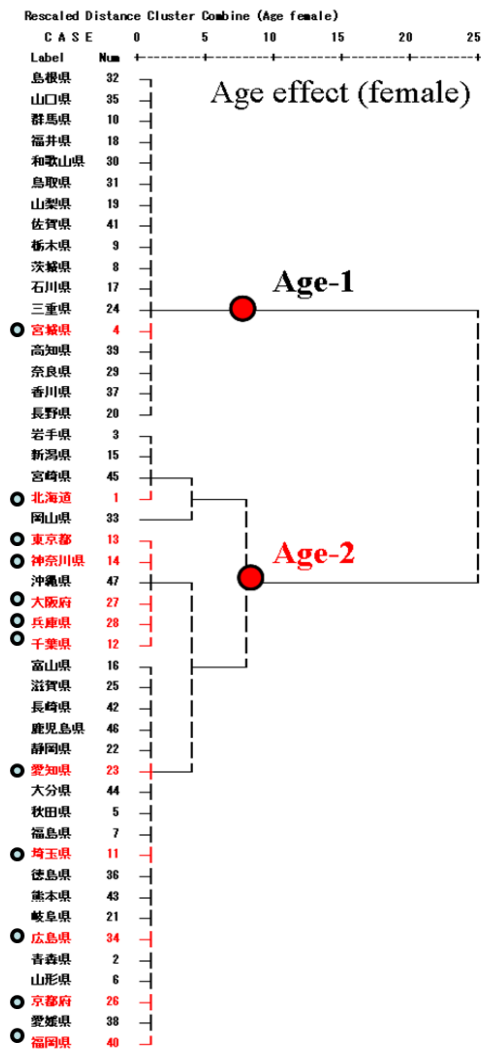 Rescaled Distance Cluster Combine (Age female)
C A S E 0 5 10 15 20 25
Label Num
島根県 32
山口県 35
Age effect (female)
群馬県 10
福井県 18
和歌山県 30
鳥取県 31
山梨県 19
佐賀県 41
栃木県 9
茨城県 8
石川県 17
Age-1
三重県 24
宮城県 4
高知県 39
奈良県 29
香川県 37
長野県 20
岩手県 3
新潟県 15
宮崎県 45
北海道 1
岡山県 33
東京都 13
Age-2
神奈川県 14
沖縄県 47
大阪府 27
兵庫県 28
千葉県 12
富山県 16
滋賀県 25
長崎県 42
鹿児島県 46
静岡県 22
愛知県 23
大分県 44
秋田県 5
福島県 7
埼玉県 11
徳島県 36
熊本県 43
岐阜県 21
広島県 34
青森県 2
山形県 6
京都府 26
愛媛県 38
福岡県 40